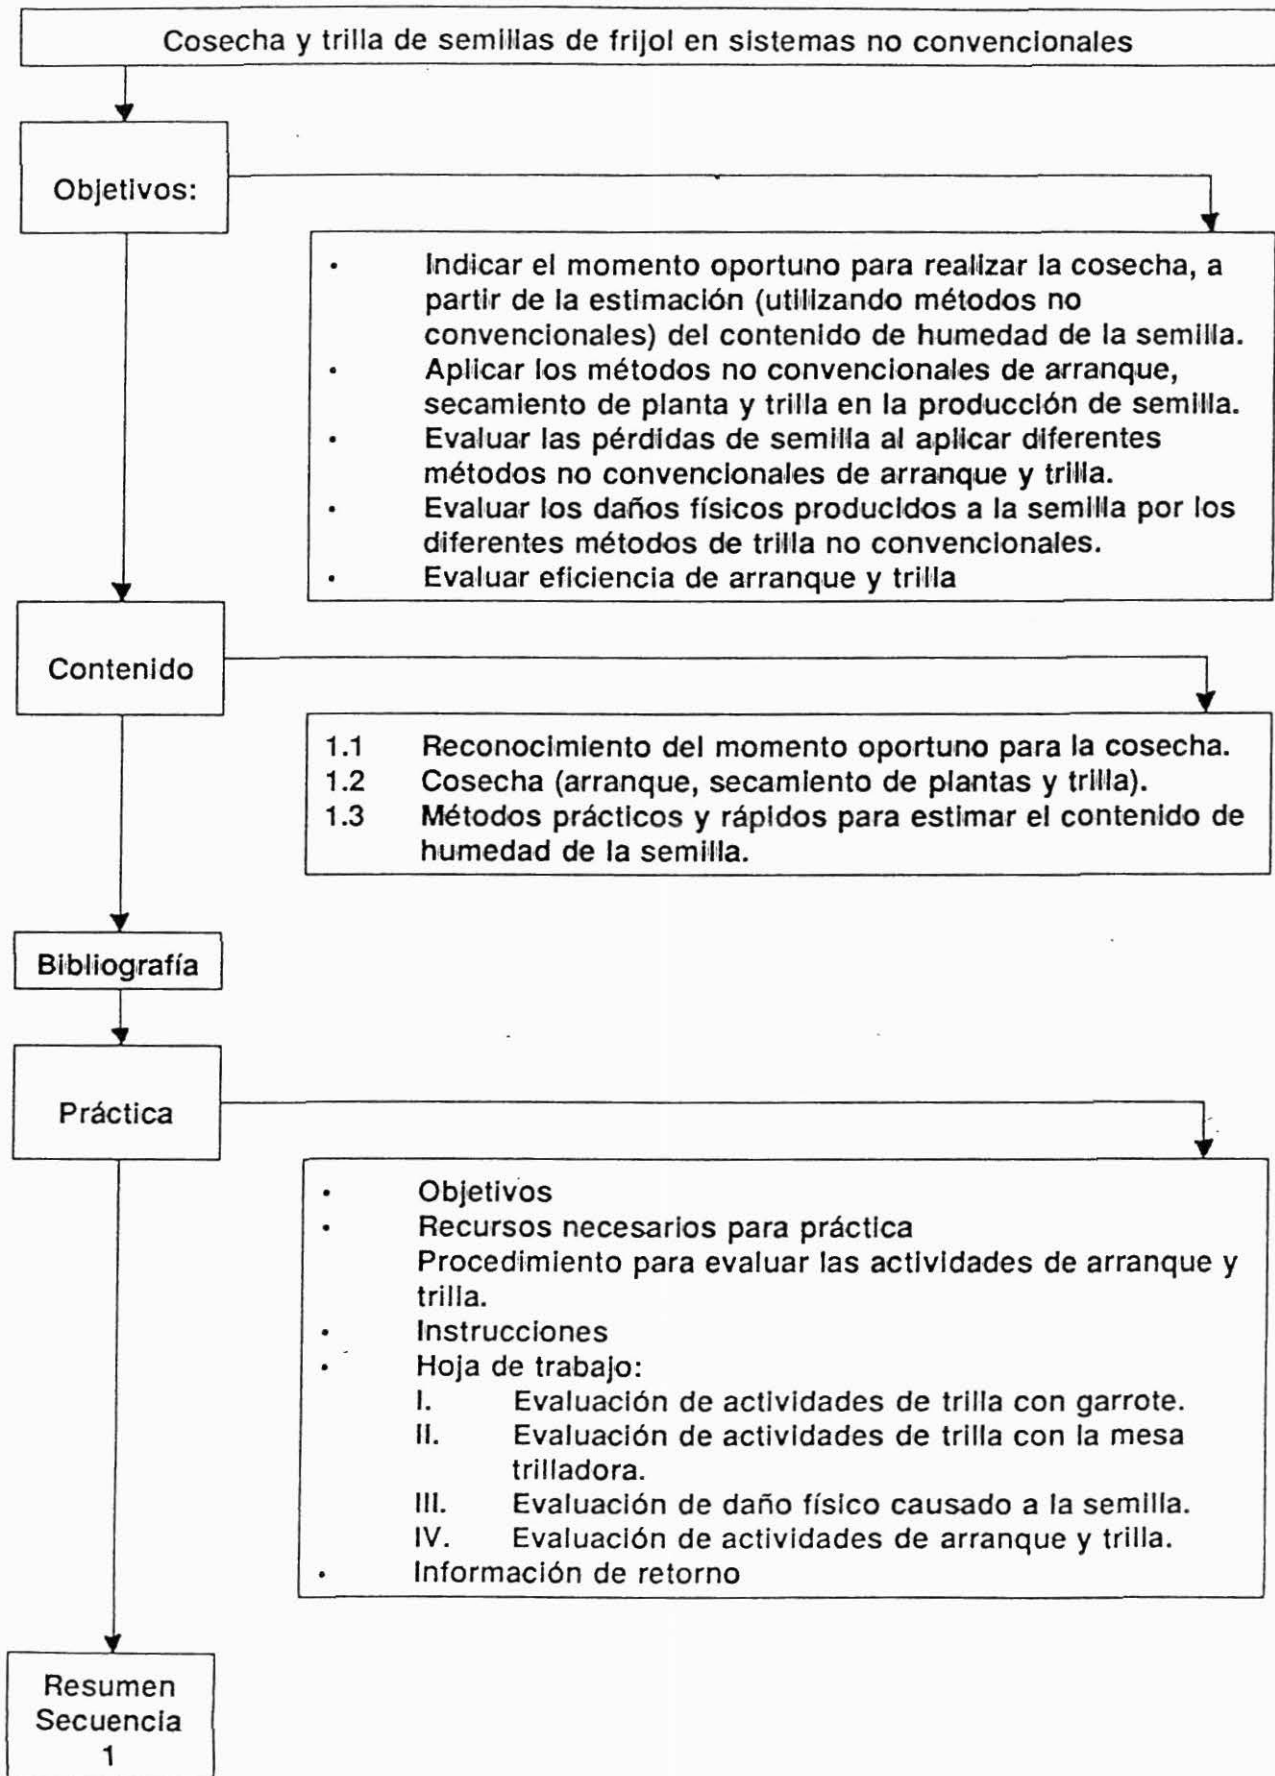 Cosecha y trilla de semillas de frijol en sistemas no convencionales
Objetivos:
· Indicar el momento oportuno para realizar la cosecha, a
partir de la estimación (utilizando métodos no
convencionales) del contenido de humedad de la semilla.
· Aplicar los métodos no convencionales de arranque,
secamiento de planta y trilla en la producción de semilla.
· Evaluar las pérdidas de semilla al aplicar diferentes
métodos no convencionales de arranque y trilla.
· Evaluar los daños físicos producidos a la semilla por los
diferentes métodos de trilla no convencionales.
· Evaluar eficiencia de arranque y trilla
Contenido
1.1 Reconocimiento del momento oportuno para la cosecha.
1.2 Cosecha (arranque, secamiento de plantas y trilla).
1.3 Métodos prácticos y rápidos para estimar el contenido de
humedad de la semilla.
Bibliografía
Práctica
· Objetivos
· Recursos necesarios para práctica
Procedimiento para evaluar las actividades de arranque y
trilla.
· Instrucciones
· Hoja de trabajo:
I. Evaluación de actividades de trilla con garrote.
II. Evaluación de actividades de trilla con la mesa
trilladora.
III. Evaluación de daño físico causado a la semilla.
IV. Evaluación de actividades de arranque y trilla.
· Información de retorno
Resumen
Secuencia
1